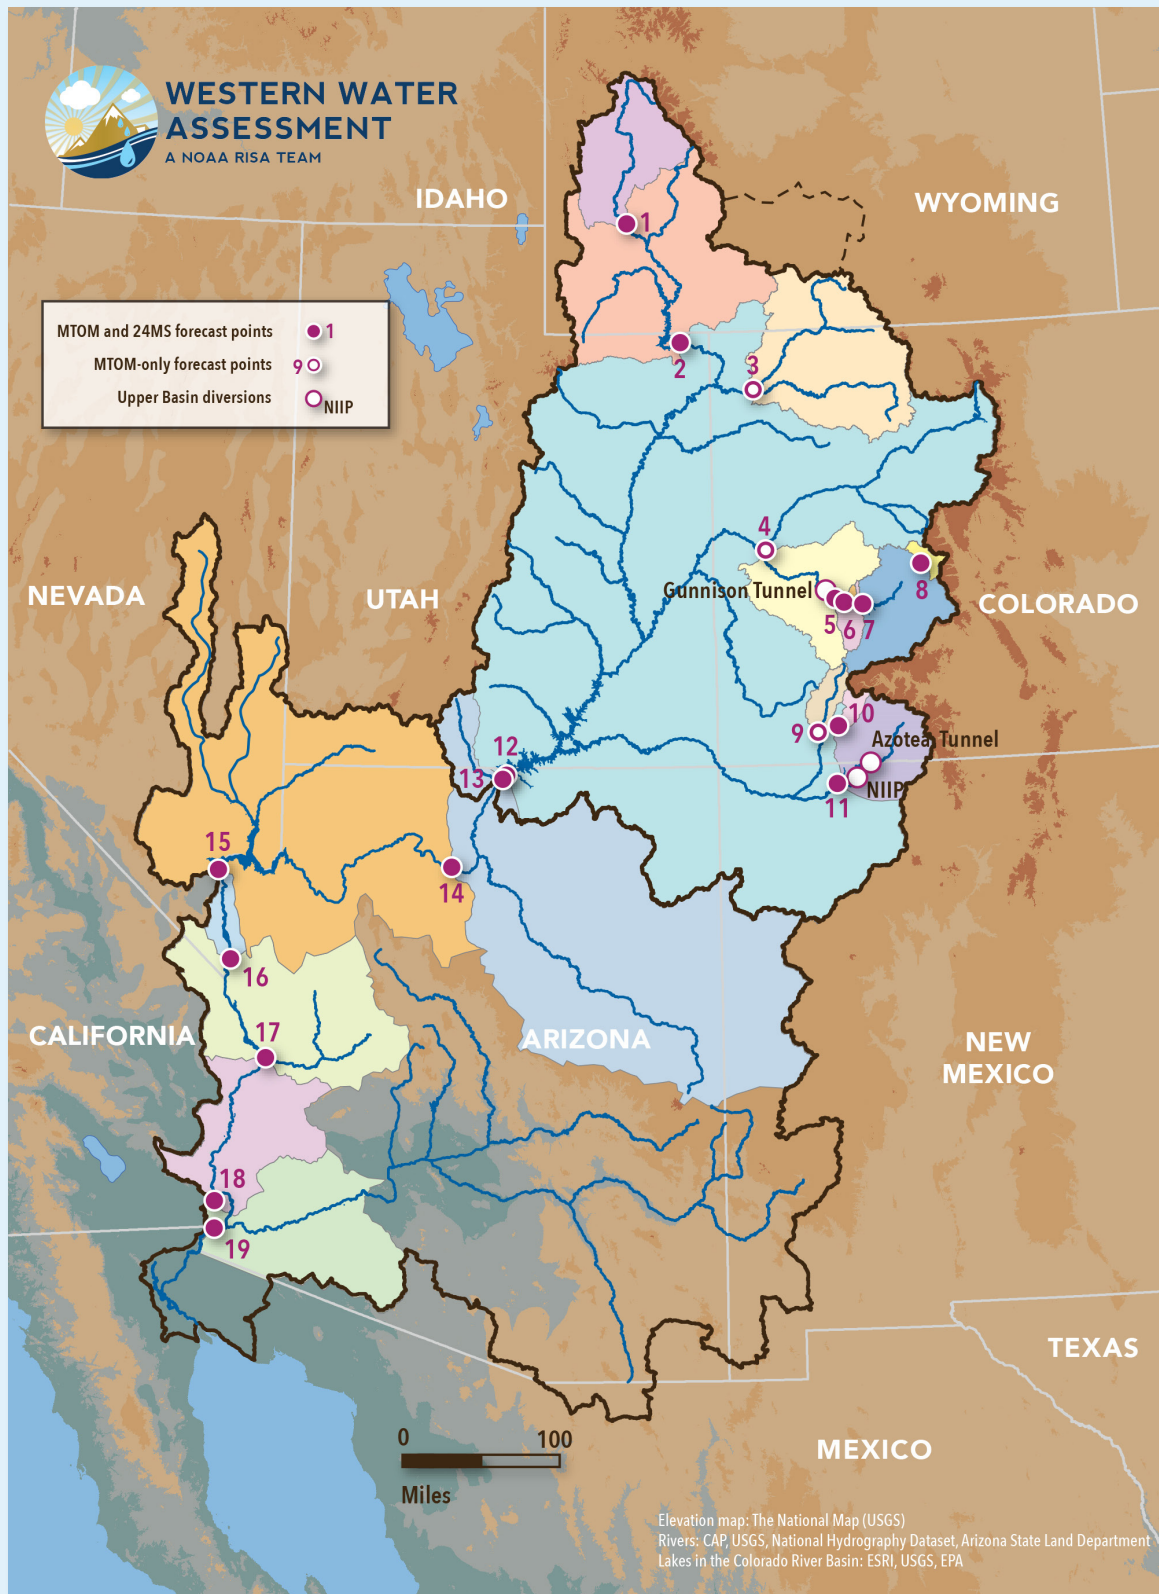 WESTERN WATER
ASSESSMENT
A NOAA RISA TEAM
IDAHO
WYOMING
1
MTOM and 24MS forecast points
1
MTOM-only forecast points
9
Upper Basin diversions
NIIP
2
3
4
NEVADA
UTAH
Gunnison Tunnel
8
COLORADO
5
6
7
10
9
Azotea Tunnel
12
13
NIIP
11
15
14
16
17
CALIFORNIA
ARIZONA
NEW
MEXICO
18
19
TEXAS
0
100
Miles
MEXICO
Elevation map: The National Map (USGS)
Rivers: CAP, USGS, National Hydrography Dataset, Arizona State Land Department
Lakes in the Colorado River Basin: ESRI, USGS, EPA